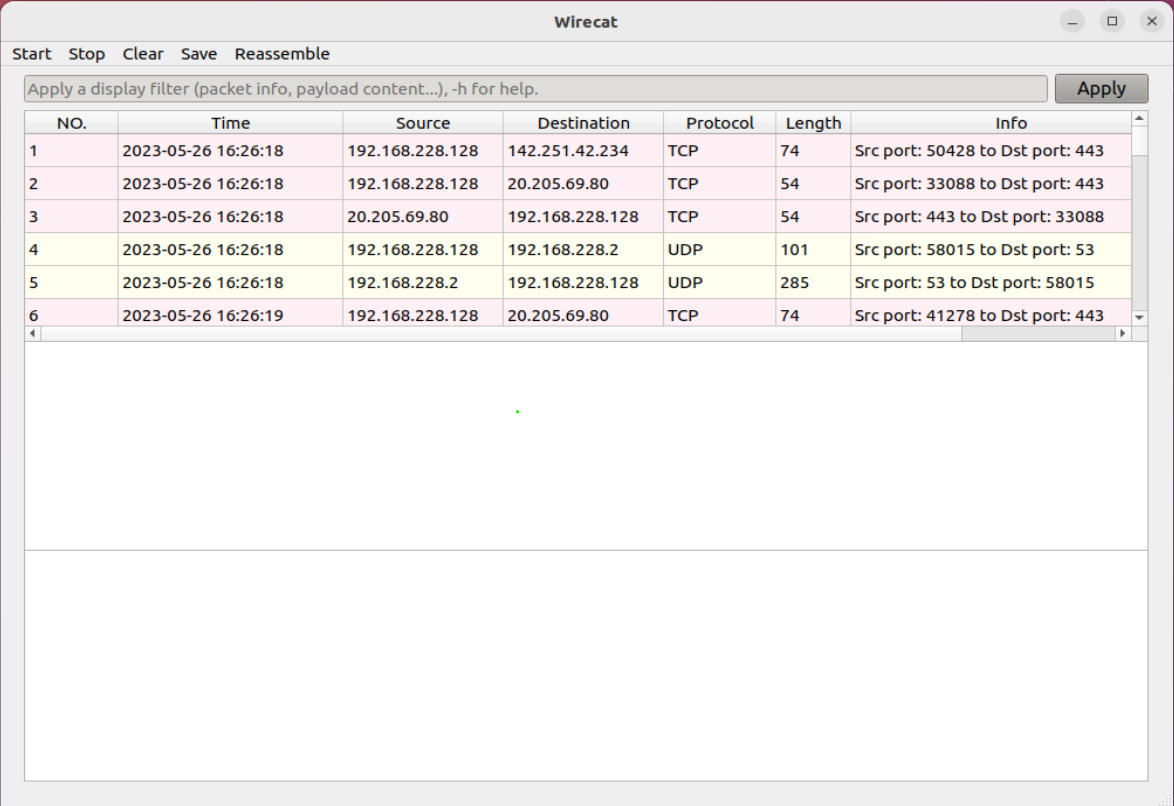 Wirecat
Start Stop Clear Save Reassemble
Apply a display filter (packet info, payload content...), -h for help. Apply
NO. Time Source Destination Protocol Length Info
1 2023-05-26 16:26:18 192.168.228.128 142.251.42.234 TCP 74 Src port: 50428 to Dst port: 443
2 2023-05-26 16:26:18 192.168.228.128 20.205.69.80 TCP 54 Src port: 33088 to Dst port: 443
3 2023-05-26 16:26:18 20.205.69.80 192.168.228.128 TCP 54 Src port: 443 to Dst port: 33088
4 2023-05-26 16:26:18 192.168.228.128 192.168.228.2 UDP 101 Src port: 58015 to Dst port: 53
5 2023-05-26 16:26:18 192.168.228.2 192.168.228.128 UDP 285 Src port: 53 to Dst port: 58015
6 2023-05-26 16:26:19 192.168.228.128 20.205.69.80 TCP 74 Src port: 41278 to Dst port: 443